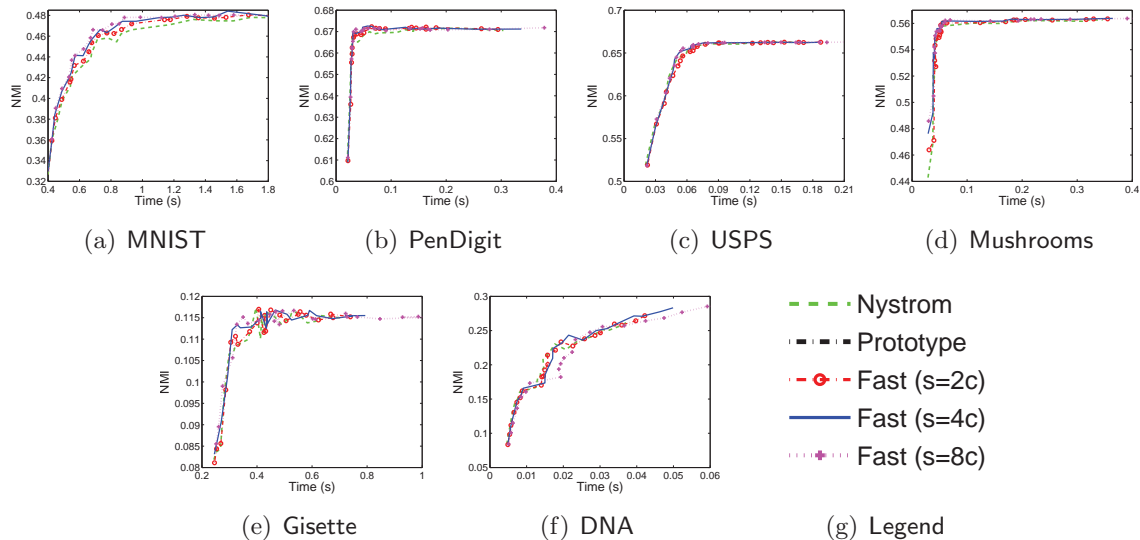 0.48
0.46
0.44
0.42
0.4
0.38
0.36
0.34
0.32
NMI
0.4 0.6 0.8 1 1.2 1.4 1.6 1.8
Time (s)
(a) MNIST
0.68
0.67
0.66
0.65
0.64
0.63
0.62
0.61
0.6
NMI
0 0.1 0.2 0.3 0.4
Time (s)
(b) PenDigit
0.7
0.65
0.6
0.55
0.5
NMI
0 0.03 0.06 0.09 0.12 0.15 0.18 0.21
Time (s)
(c) USPS
0.56
0.54
0.52
0.5
0.48
0.46
0.44
NMI
0 0.1 0.2 0.3 0.4
Time (s)
(d) Mushrooms
0.12
0.115
0.11
0.105
0.1
0.095
0.09
0.085
0.08
NMI
0.2 0.4 0.6 0.8 1
Time (s)
(e) Gisette
0.3
0.25
0.2
0.15
0.1
0.05
NMI
0 0.01 0.02 0.03 0.04 0.05 0.06
Time (s)
(f) DNA
Nystrom
Prototype
Fast (s=2c)
Fast (s=4c)
Fast (s=8c)
(g) Legend